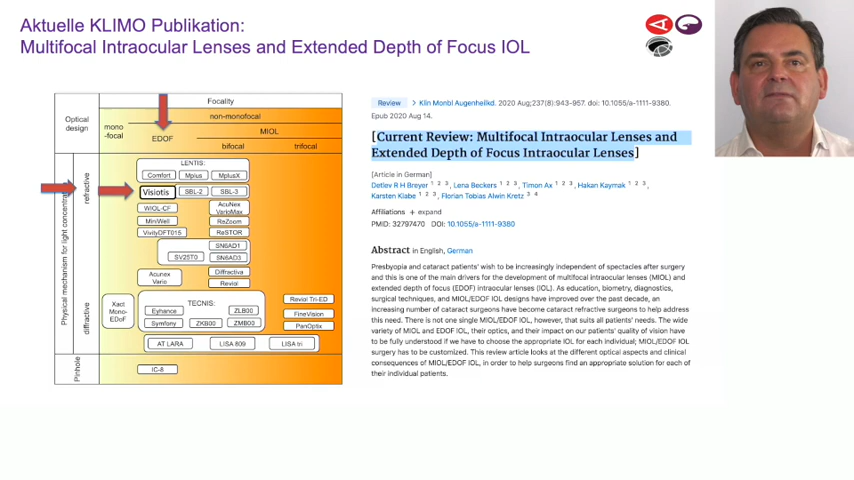 Aktuelle KLIMO Publikation:
Multifocal Intraocular Lenses and Extended Depth of Focus IOL
Optical design
Focality
mono -focal
non-monofocal
EDOF
MIOL
bifocal
trifocal
Physical mechanism for light concentration
refractive
LENTIS:
Comfort
Mplus
MplusX
Visiotis
SBL-2
SBL-3
WIOL-CF
AcuNex VarioMax
MiniWell
ReZoom
VivityDFT015
ReSTOR
SN6AD1
SV25T0
SN6AD3
Acunex Vario
Diffractiva
Reviol
diffractive
Xact Mono-EDoF
TECNIS:
Eyhance
ZLB00
Symfony
ZKB00
ZMB00
Reviol Tri-ED
FineVision
PanOptix
AT LARA
LISA 809
LISA tri
Pinhole
IC-8
Review > Klin Monbl Augenheilkd. 2020 Aug;237(8):943-957. doi: 10.1055/a-1111-9380.
Epub 2020 Aug 14.
[Current Review: Multifocal Intraocular Lenses and
Extended Depth of Focus Intraocular Lenses]
[Article in German]
Detlev R H Breyer 1 2 3, Lena Beckers 1 2 3, Timon Ax 1 2 3, Hakan Kaymak 1 2 3,
Karsten Klabe 1 2 3, Florian Tobias Alwin Kretz 3 4
Affiliations + expand
PMID: 32797470 DOI: 10.1055/a-1111-9380
Abstract in English, German
Presbyopia and cataract patients' wish to be increasingly independent of spectacles after surgery
and this is one of the main drivers for the development of multifocal intraocular lenses (MIOL) and
extended depth of focus (EDOF) intraocular lenses (IOL). As education, biometry, diagnostics,
surgical techniques, and MIOL/EDOF IOL designs have improved over the past decade, an
increasing number of cataract surgeons have become cataract refractive surgeons to help address
this need. There is not one single MIOL/EDOF IOL, however, that suits all patients' needs. The wide
variety of MIOL and EDOF IOL, their optics, and their impact on our patients' quality of vision have
to be fully understood if we have to choose the appropriate IOL for each individual; MIOL/EDOF IOL
surgery has to be customized. This review article looks at the different optical aspects and clinical
consequences of MIOL/EDOF IOL, in order to help surgeons find an appropriate solution for each of
their individual patients.